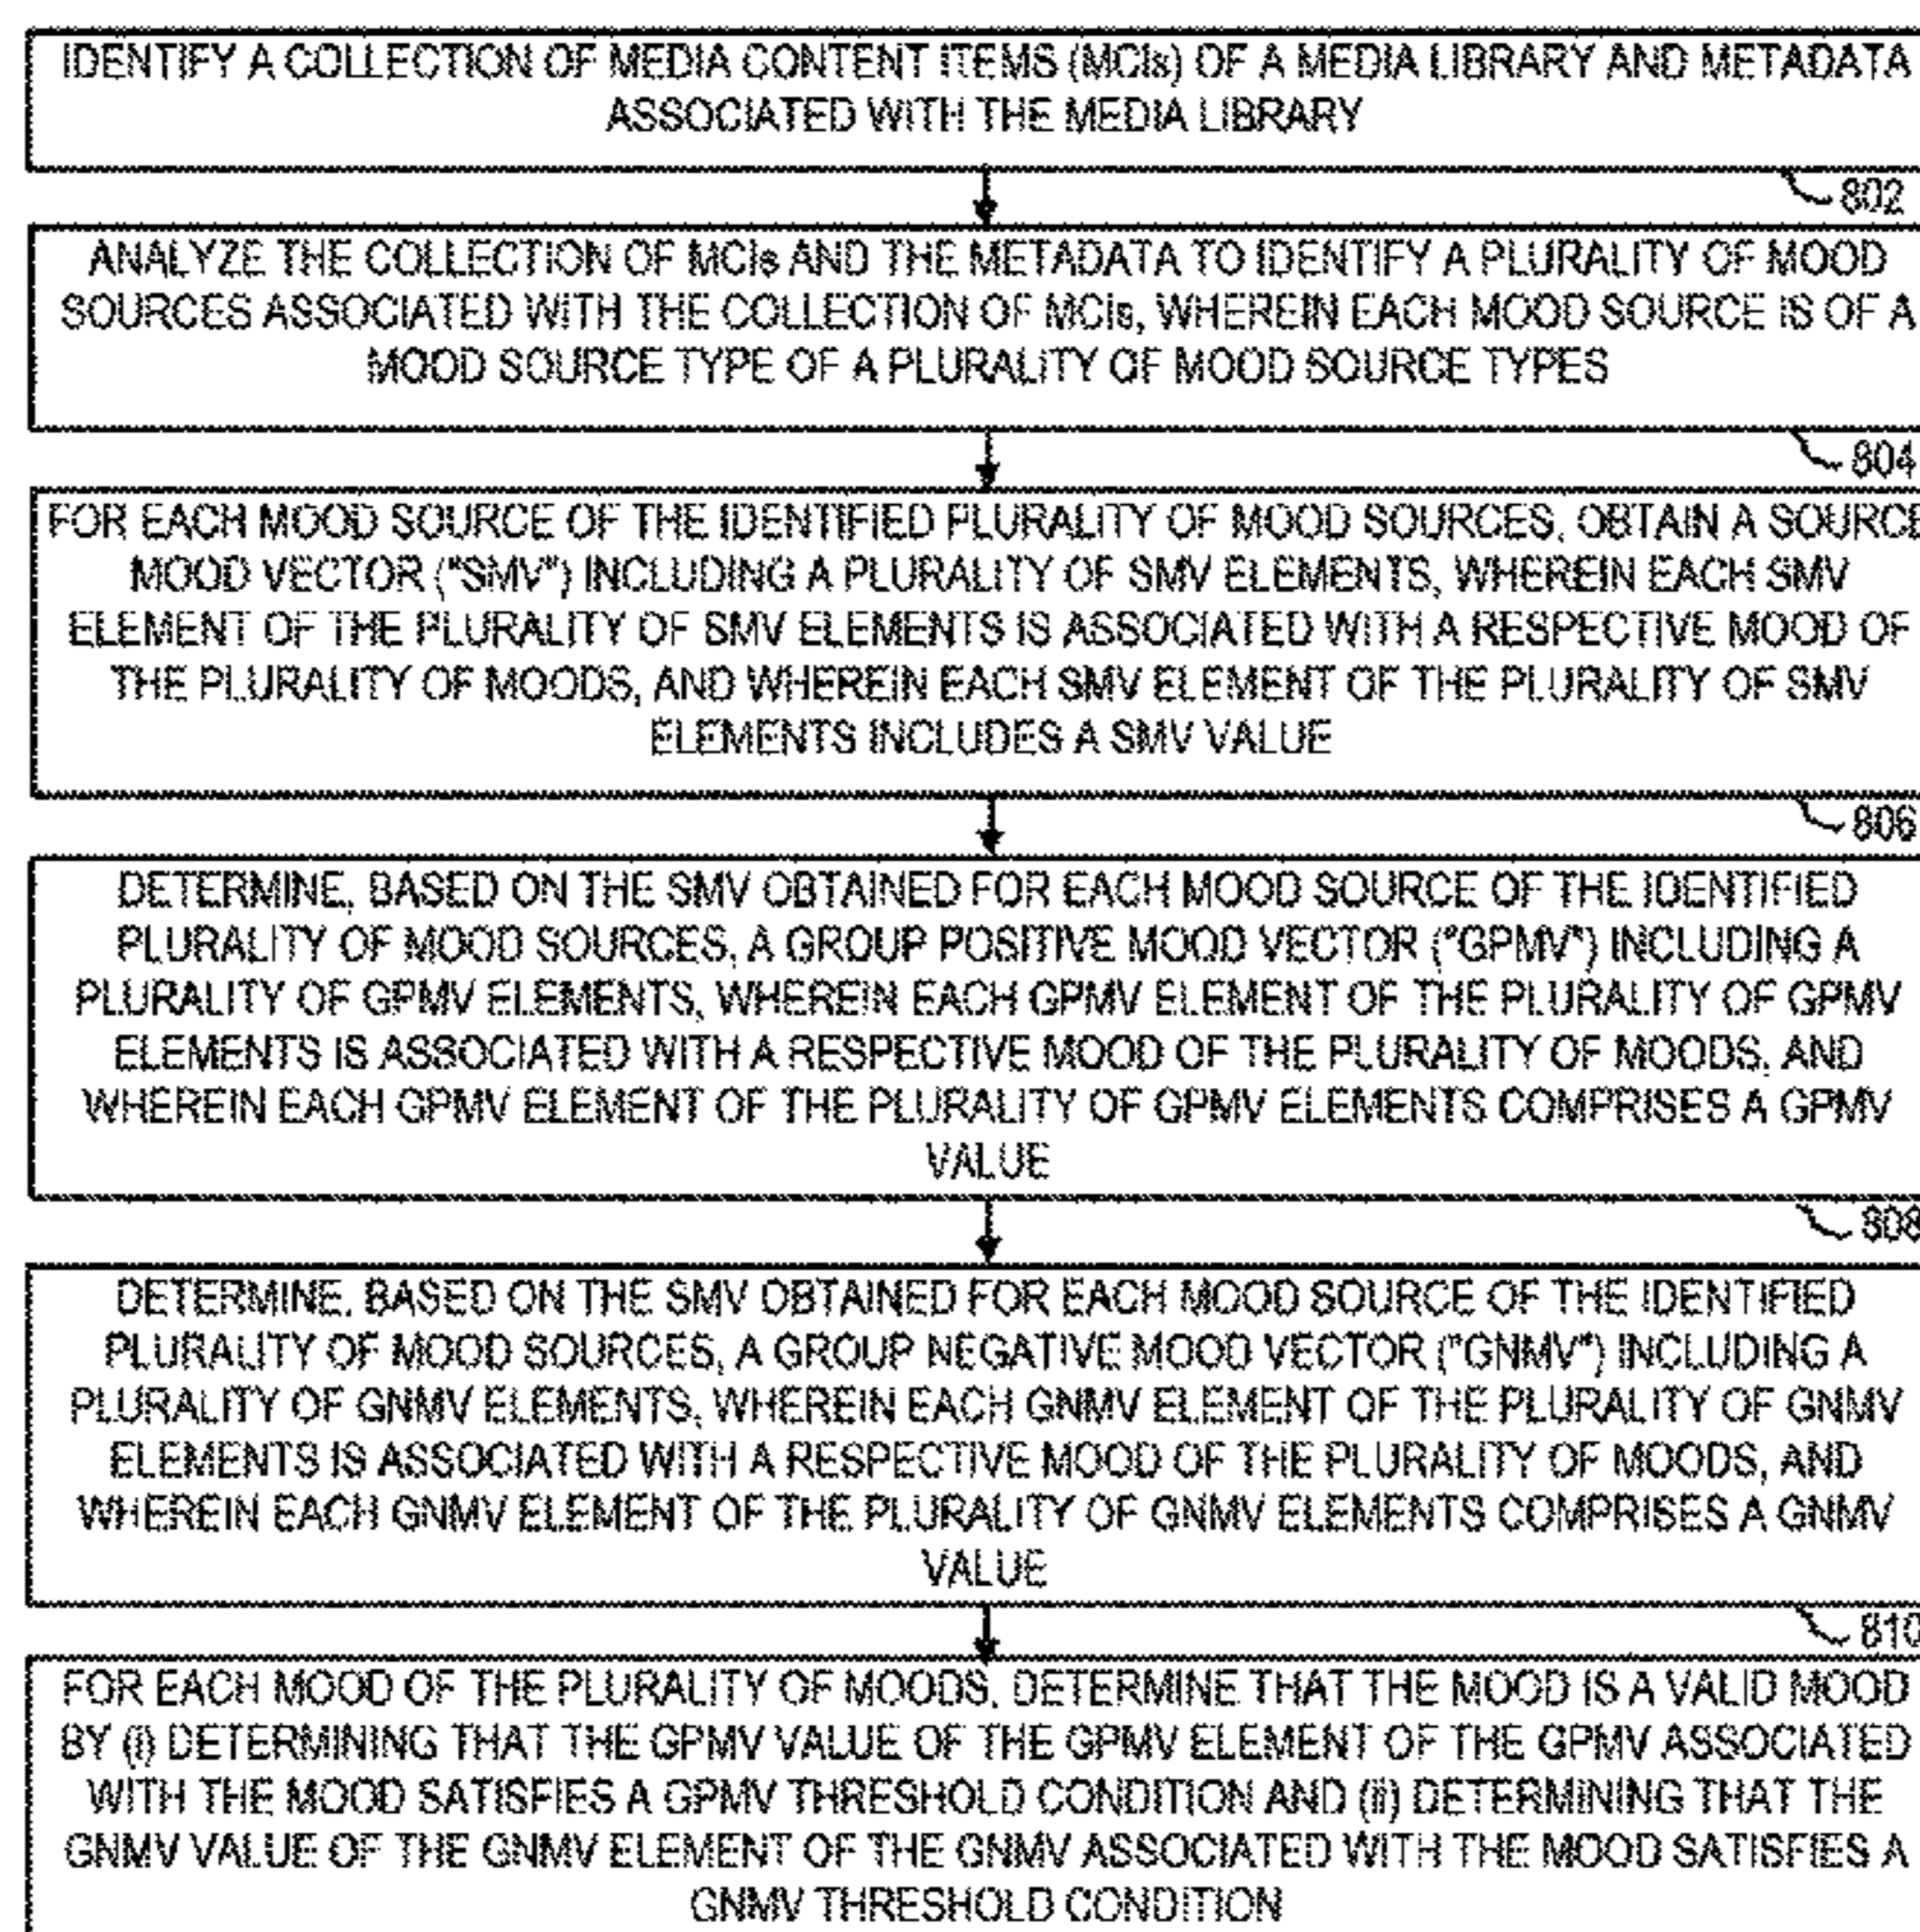 IDENTIFY A COLLECTION OF MEDIA CONTENT ITEMS (MCIs) OF A MEDIA LIBRARY AND METADATA
ASSOCIATED WITH THE MEDIA LIBRARY
802
ANALYZE THE COLLECTION OF MCIs AND THE METADATA TO IDENTIFY A PLURALITY OF MOOD
SOURCES ASSOCIATED WITH THE COLLECTION OF MCIs, WHEREIN EACH MOOD SOURCE IS OF A
MOOD SOURCE TYPE OF A PLURALITY OF MOOD SOURCE TYPES
804
FOR EACH MOOD SOURCE OF THE IDENTIFIED PLURALITY OF MOOD SOURCES, OBTAIN A SOURCE
MOOD VECTOR ("SMV") INCLUDING A PLURALITY OF SMV ELEMENTS, WHEREIN EACH SMV
ELEMENT OF THE PLURALITY OF SMV ELEMENTS IS ASSOCIATED WITH A RESPECTIVE MOOD OF
THE PLURALITY OF MOODS, AND WHEREIN EACH SMV ELEMENT OF THE PLURALITY OF SMV
ELEMENTS INCLUDES A SMV VALUE
806
DETERMINE, BASED ON THE SMV OBTAINED FOR EACH MOOD SOURCE OF THE IDENTIFIED
PLURALITY OF MOOD SOURCES, A GROUP POSITIVE MOOD VECTOR ("GPMV") INCLUDING A
PLURALITY OF GPMV ELEMENTS, WHEREIN EACH GPMV ELEMENT OF THE PLURALITY OF GPMV
ELEMENTS IS ASSOCIATED WITH A RESPECTIVE MOOD OF THE PLURALITY OF MOODS, AND
WHEREIN EACH GPMV ELEMENT OF THE PLURALITY OF GPMV ELEMENTS COMPRISES A GPMV
VALUE
808
DETERMINE, BASED ON THE SMV OBTAINED FOR EACH MOOD SOURCE OF THE IDENTIFIED
PLURALITY OF MOOD SOURCES, A GROUP NEGATIVE MOOD VECTOR ("GNMV") INCLUDING A
PLURALITY OF GNMV ELEMENTS, WHEREIN EACH GNMV ELEMENT OF THE PLURALITY OF GNMV
ELEMENTS IS ASSOCIATED WITH A RESPECTIVE MOOD OF THE PLURALITY OF MOODS, AND
WHEREIN EACH GNMV ELEMENT OF THE PLURALITY OF GNMV ELEMENTS COMPRISES A GNMV
VALUE
810
FOR EACH MOOD OF THE PLURALITY OF MOODS, DETERMINE THAT THE MOOD IS A VALID MOOD
BY (i) DETERMINING THAT THE GPMV VALUE OF THE GPMV ELEMENT OF THE GPMV ASSOCIATED
WITH THE MOOD SATISFIES A GPMV THRESHOLD CONDITION AND (ii) DETERMINING THAT THE
GNMV VALUE OF THE GNMV ELEMENT OF THE GNMV ASSOCIATED WITH THE MOOD SATISFIES A
GNMV THRESHOLD CONDITION